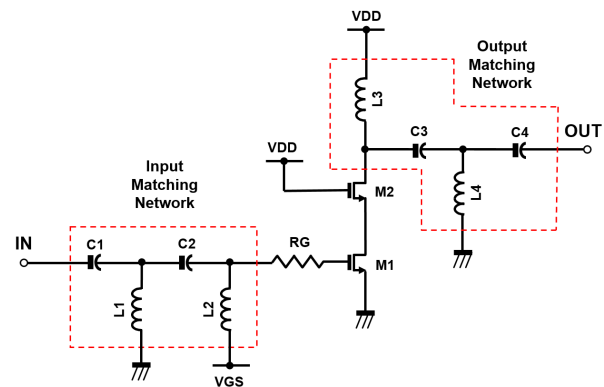 VDD
Output
Matching
Network
L3
C3
C4
OUT
VDD
M2
L4
Input
Matching
Network
IN
C1
C2
RG
M1
L1
L2
VGS